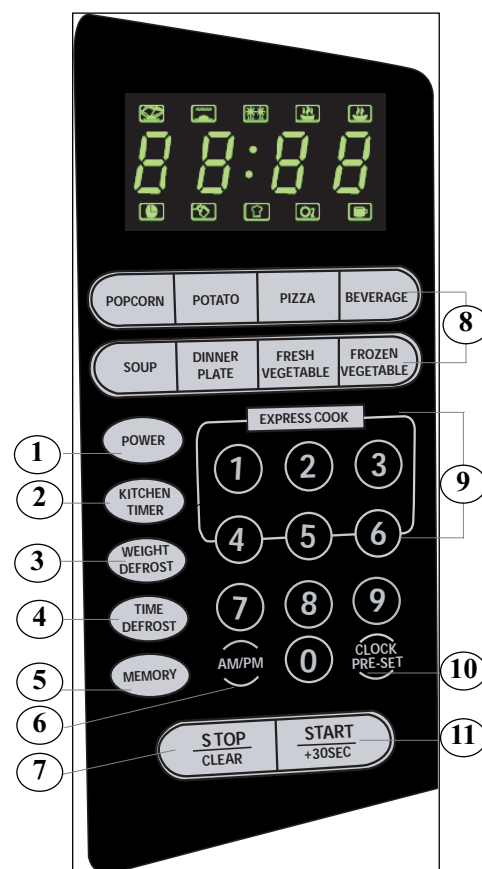 88:88
POPCORN
POTATO
PIZZA
BEVERAGE
8
SOUP
DINNER
PLATE
FRESH
VEGETABLE
FROZEN
VEGETABLE
EXPRESS COOK
1
POWER
1
2
3
2
KITCHEN
TIMER
9
3
WEIGHT
DEFROST
4
5
6
4
TIME
DEFROST
7
8
9
5
MEMORY
AM/PM
0
CLOCK
PRE-SET
10
6
7
STOP
CLEAR
START
+30SEC
11